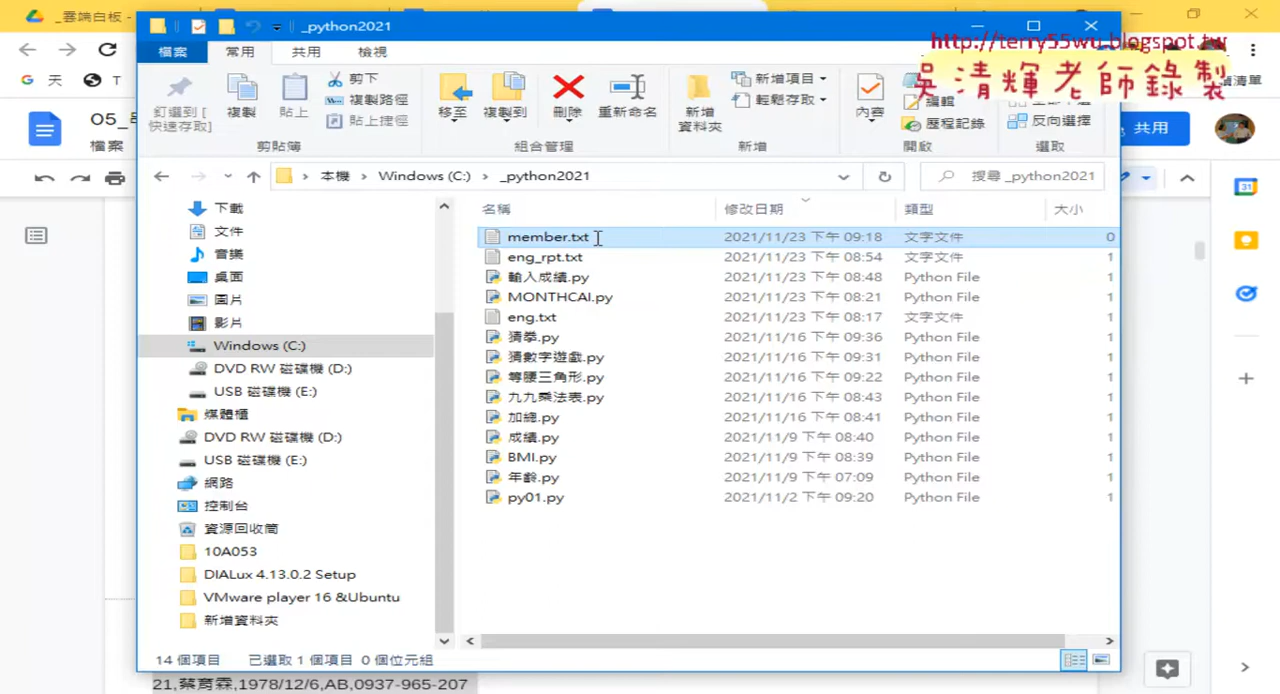 _雲端白板 -
_python2021
http://terry55wu.blogspot.tw
吳清輝老師錄製
檔案
常用
共用
檢視
釘選到 [
快速存取]
複製
貼上
剪下
複製路徑
貼上捷徑
剪貼簿
移至
複製到
刪除
重新命名
組合管理
新增
資料夾
新增項目
輕鬆存取
新增
內容
編輯
歷程記錄
開啟
反向選擇
選取
清單
G 天 T
O5_
檔案
共用
本機 > Windows (C:) > _python2021
搜尋 _python2021
名稱 修改日期 類型 大小
下載
文件
音樂
桌面
圖片
影片
Windows (C:)
DVD RW 磁碟機 (D:)
USB 磁碟機 (E:)
媒體櫃
DVD RW 磁碟機 (D:)
USB 磁碟機 (E:)
網路
控制台
資源回收筒
10A053
DIALux 4.13.0.2 Setup
VMware player 16 &Ubuntu
新增資料夾
member.txt 2021/11/23 下午 09:18 文字文件 0
eng_rpt.txt 2021/11/23 下午 08:54 文字文件 1
輸入成績.py 2021/11/23 下午 08:48 Python File 1
MONTHCAI.py 2021/11/23 下午 08:21 Python File 1
eng.txt 2021/11/23 下午 08:17 文字文件 1
猜拳.py 2021/11/16 下午 09:36 Python File 1
猜數字遊戲.py 2021/11/16 下午 09:31 Python File 1
等腰三角形.py 2021/11/16 下午 09:22 Python File 1
九九乘法表.py 2021/11/16 下午 08:43 Python File 1
加總.py 2021/11/16 下午 08:41 Python File 1
成績.py 2021/11/9 下午 08:40 Python File 1
BMI.py 2021/11/9 下午 08:39 Python File 1
年齡.py 2021/11/9 下午 07:09 Python File 1
py01.py 2021/11/2 下午 09:20 Python File 1
14 個項目 已選取 1 個項目 0 個位元組
21,蔡育霖,1978/12/6,AB,0937-965-207
31